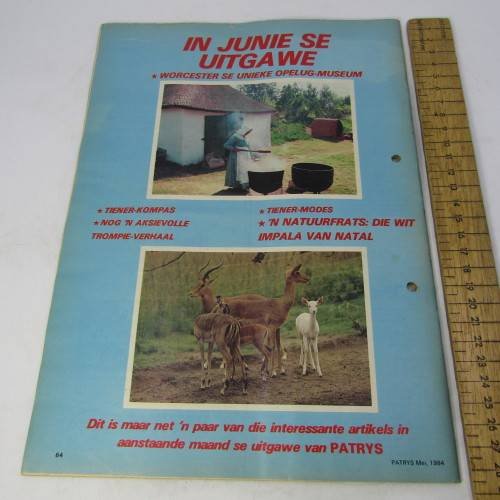 IN JUNIE SE
UITGAWE
★ WORCESTER SE UNIEKE OPELUG-MUSEUM
★ TIENER-KOMPAS
★ NOG 'N AKSIEVOLLE
TROMPIE-VERHAAL
★ TIENER-MODES
★ 'N NATUURFRATS: DIE WIT
IMPALA VAN NATAL
Dit is maar net 'n paar van die interessante artikels in
aanstaande maand se uitgawe van PATRYS
64
PATRYS Mei, 1984